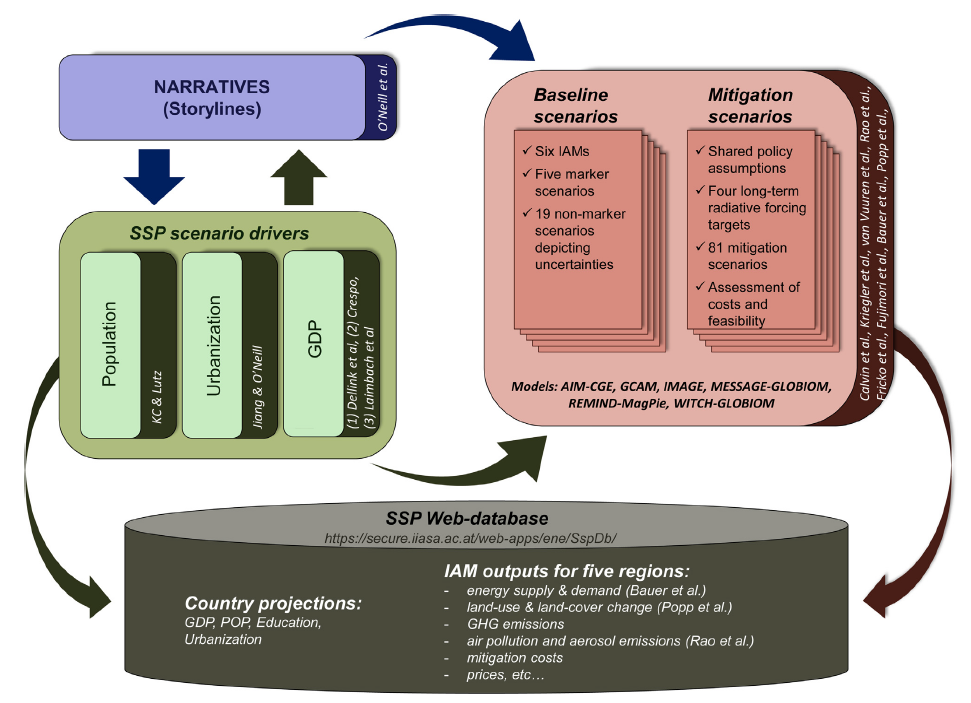 NARRATIVES
(Storylines)
O'Neill et al.
SSP scenario drivers
Population
KC & Lutz
Urbanization
Jiang & O'Neill
GDP
(1) Dellink et al, (2) Crespo,
(3) Laimbach et al
Baseline
scenarios
✓ Six IAMs
✓ Five marker
scenarios
✓ 19 non-marker
scenarios
depicting
uncertainties
Mitigation
scenarios
✓ Shared policy
assumptions
✓ Four long-term
radiative forcing
targets
✓ 81 mitigation
scenarios
✓ Assessment of
costs and
feasibility
Models: AIM-CGE, GCAM, IMAGE, MESSAGE-GLOBIOM,
REMIND-MagPie, WITCH-GLOBIOM
Calvin et al., Kriegler et al., van Vuuren et al., Rao et al.,
Fricko et al., Fujimori et al., Bauer et al., Popp et al.,
SSP Web-database
https://secure.iiasa.ac.at/web-apps/ene/SspDb/
Country projections:
GDP, POP, Education,
Urbanization
IAM outputs for five regions:
- energy supply & demand (Bauer et al.)
- land-use & land-cover change (Popp et al.)
- GHG emissions
- air pollution and aerosol emissions (Rao et al.)
- mitigation costs
- prices, etc…